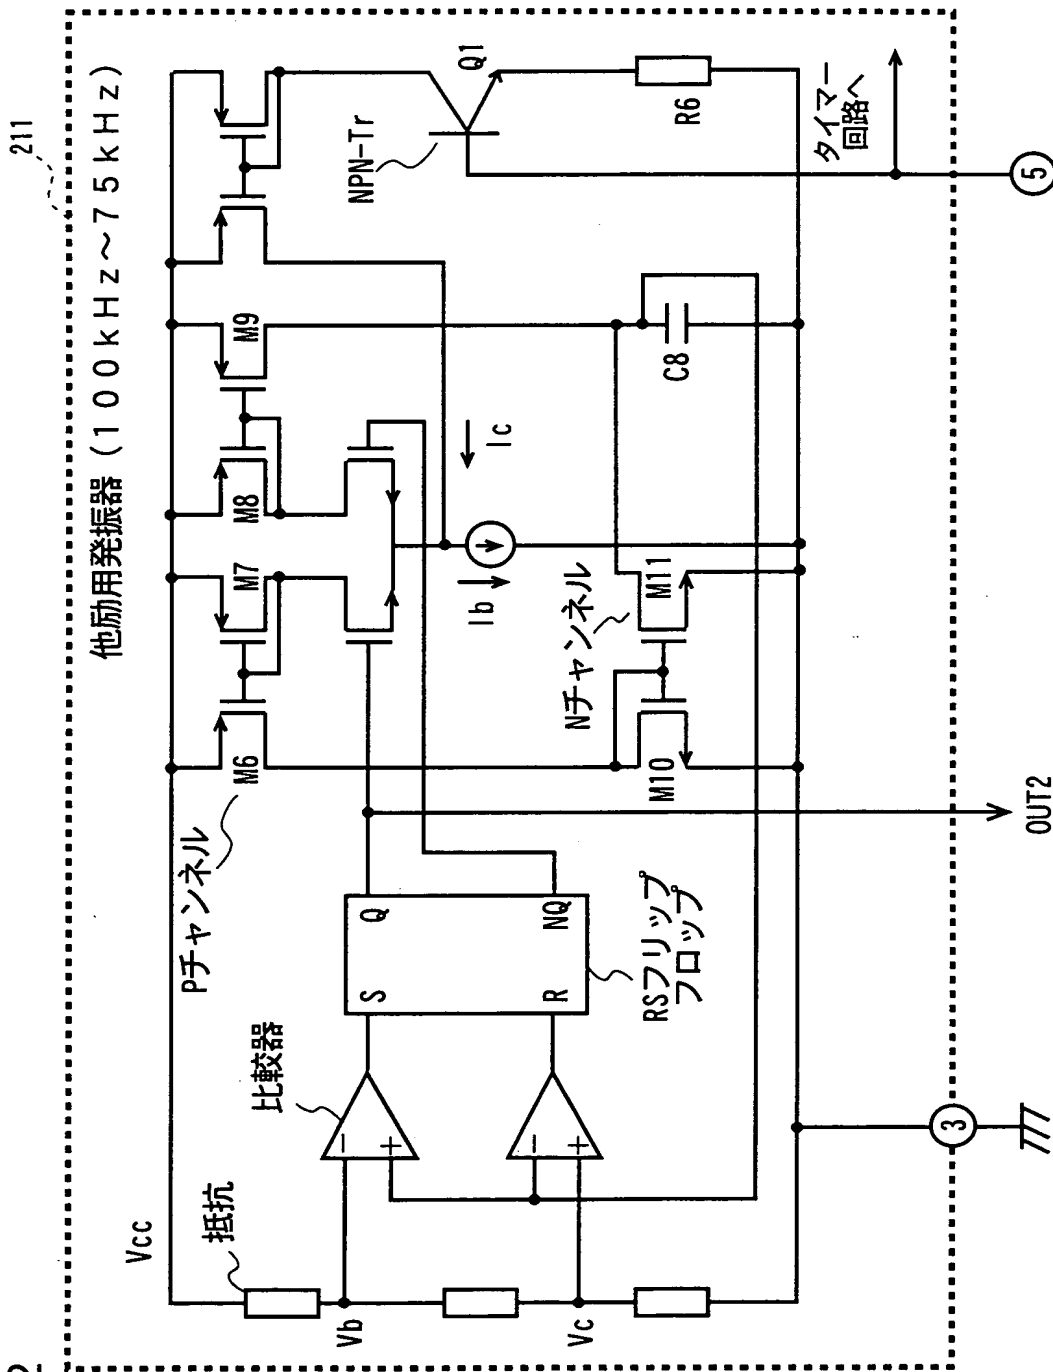 211
他励用発振器（１００ｋＨｚ～７５ｋＨｚ）
Vcc
抵抗
Vb
Vc
比較器
Pチャンネル
S
Q
R
NQ
RSフリップ
フロップ
M6
M7
M8
M9
Ib
Ic
Nチャンネル
M10
M11
C8
NPN-Tr
Q1
R6
タイマー
回路へ
OUT2
3
5